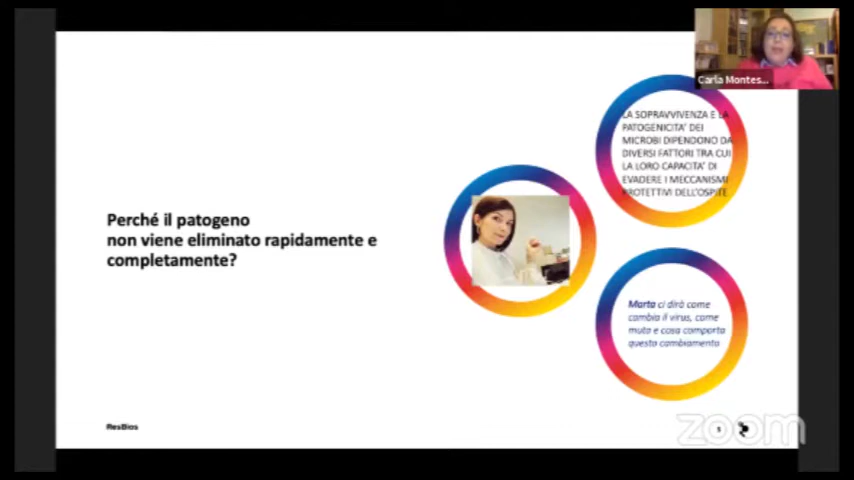 Carla Montes...
LA SOPRAVVIVENZA E LA
PATOGENICITA' DEI
MICROBI DIPENDONO DA
DIVERSI FATTORI TRA CUI
LA LORO CAPACITA' DI
EVADERE I MECCANISMI
PROTETTIVI DELL'OSPITE
Perché il patogeno
non viene eliminato rapidamente e
completamente?
Marta ci dirà come
cambia il virus, come
muta e cosa comporta
questo cambiamento
ResBios
5
zoom